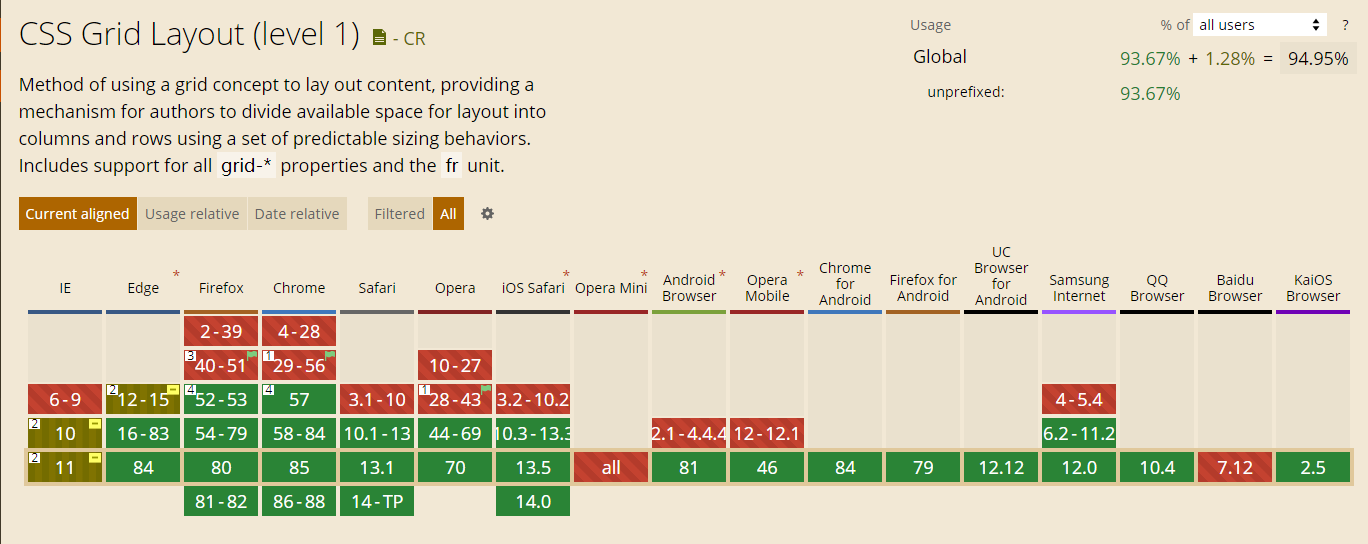 CSS Grid Layout (level 1) - CR
Usage % of all users ?
Global 93.67% + 1.28% = 94.95%
unprefixed: 93.67%
Method of using a grid concept to lay out content, providing a
mechanism for authors to divide available space for layout into
columns and rows using a set of predictable sizing behaviors.
Includes support for all grid-* properties and the fr unit.
Current aligned Usage relative Date relative Filtered All
IE
Edge *
Firefox
Chrome
Safari
Opera
iOS Safari *
Opera Mini *
Android Browser *
Opera Mobile *
Chrome for Android
Firefox for Android
UC Browser for Android
Samsung Internet
QQ Browser
Baidu Browser
KaiOS Browser
2-39 4-28
3 40-51 1 29-56 10-27
6-9 2 12-15 4 52-53 4 57 3.1-10 1 28-43 3.2-10.2 4-5.4
2 10 16-83 54-79 58-84 10.1-13 44-69 10.3-13.3 2.1-4.4.4 12-12.1 6.2-11.2
2 11 84 80 85 13.1 70 13.5 all 81 46 84 79 12.12 12.0 10.4 7.12 2.5
81-82 86-88 14-TP 14.0